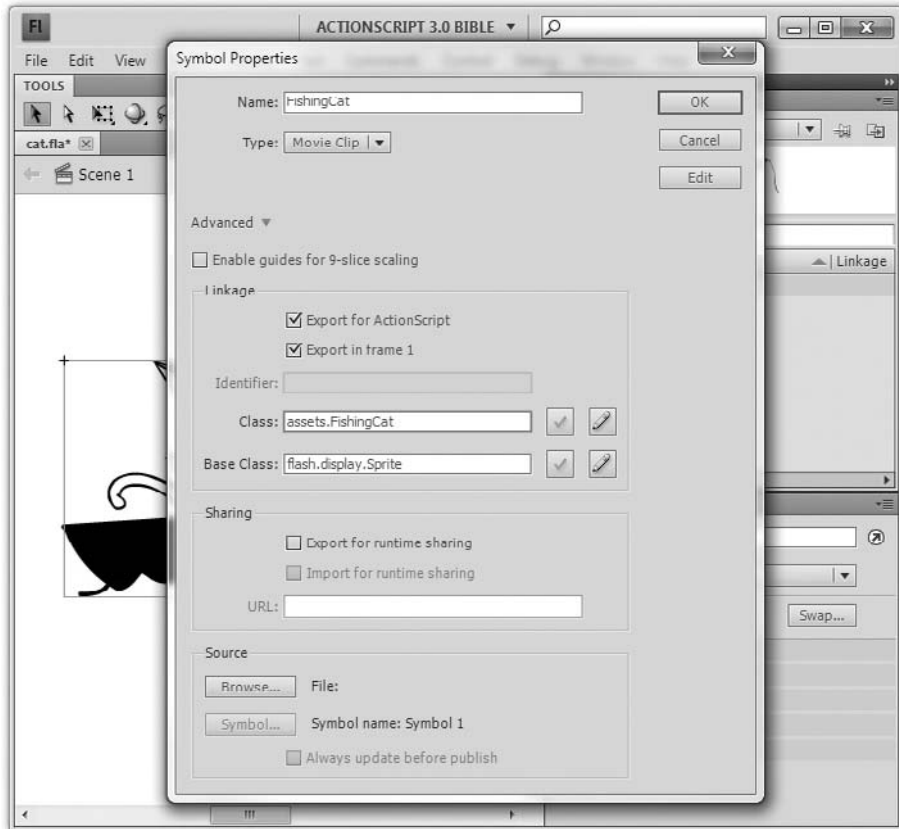 Fl
ACTIONSCRIPT 3.0 BIBLE
File Edit View
TOOLS
cat.fla*
Scene 1
Symbol Properties
Name: FishingCat
OK
Type: Movie Clip
Cancel
Edit
Advanced
Enable guides for 9-slice scaling
Linkage
Linkage
Export for ActionScript
Export in frame 1
Identifier:
Class: assets.FishingCat
Base Class: flash.display.Sprite
Sharing
Export for runtime sharing
Import for runtime sharing
URL:
Swap...
Source
Browse... File:
Symbol... Symbol name: Symbol 1
Always update before publish